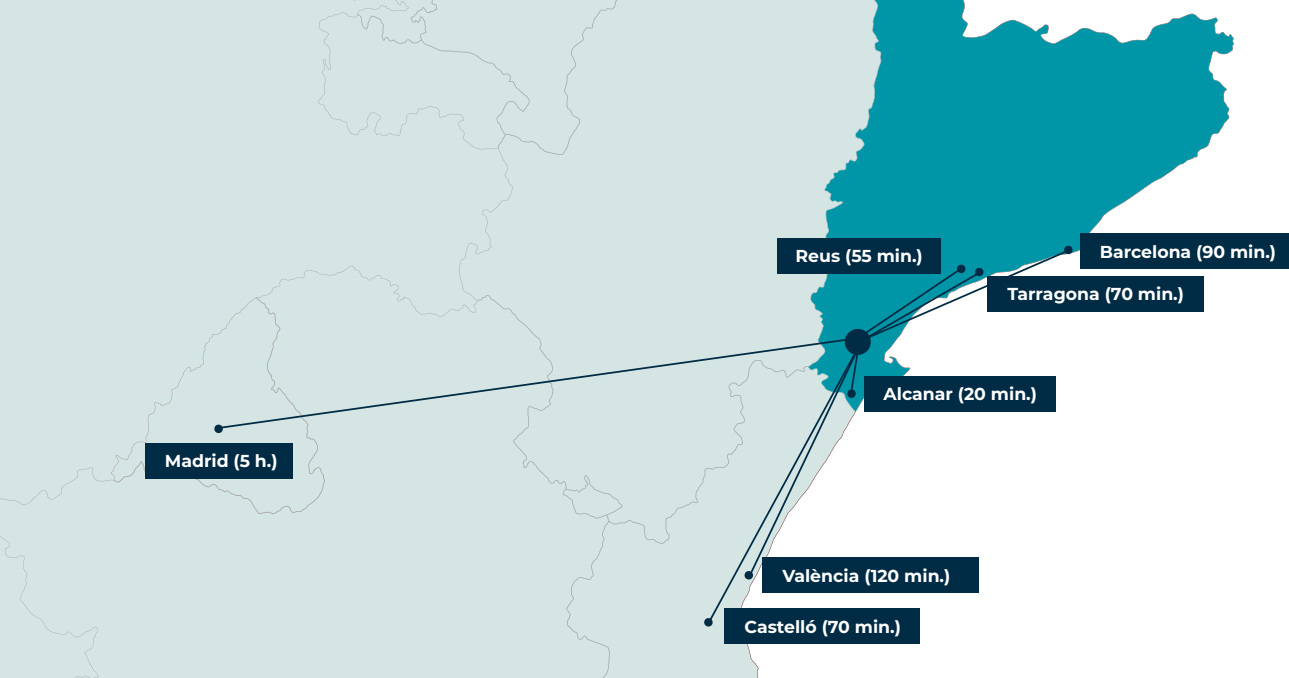 Reus (55 min.)
Barcelona (90 min.)
Tarragona (70 min.)
Alcanar (20 min.)
Madrid (5 h.)
València (120 min.)
Castelló (70 min.)